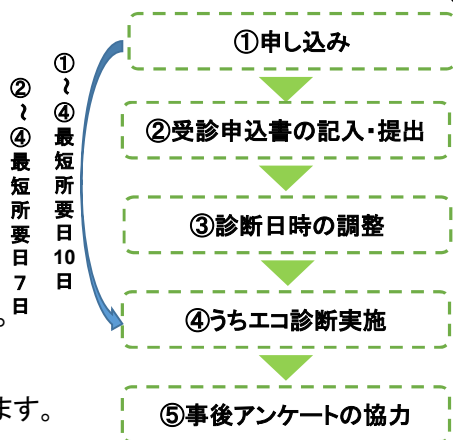 ①申し込み
②受診申込書の記入・提出
③診断日時の調整
④うちエコ診断実施
⑤事後アンケートの協力
①～④最短所要日10日
②～④最短所要日7日
。
ます。